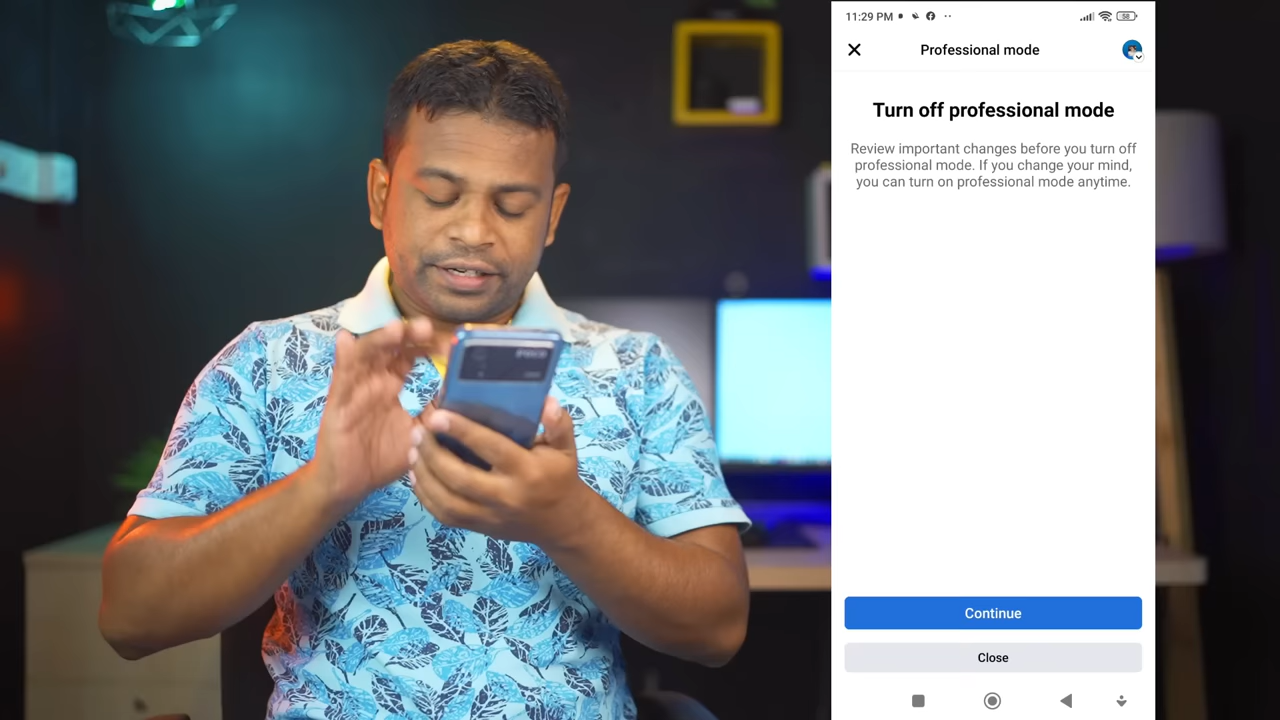 11:29 PM
58
Professional mode
Turn off professional mode
Review important changes before you turn off
professional mode. If you change your mind,
you can turn on professional mode anytime.
Continue
Close